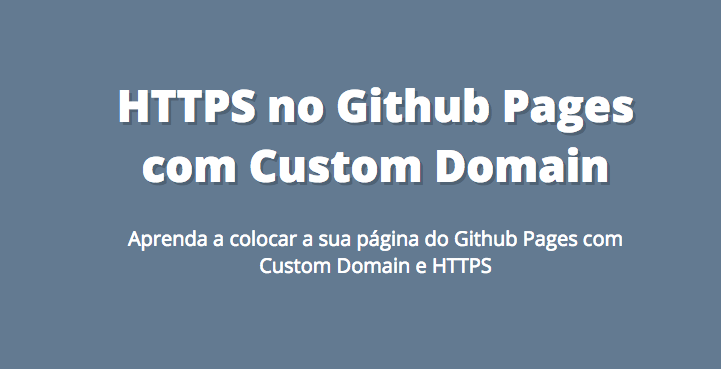 HTTPS no Github Pages
com Custom Domain
Aprenda a colocar a sua página do Github Pages com
Custom Domain e HTTPS